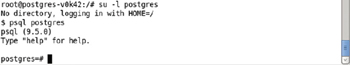 root@postgres-v0k42:/# su -l postgres
No directory, logging in with HOME=/
$ psql postgres
psql (9.5.0)
Type "help" for help.
postgres=#